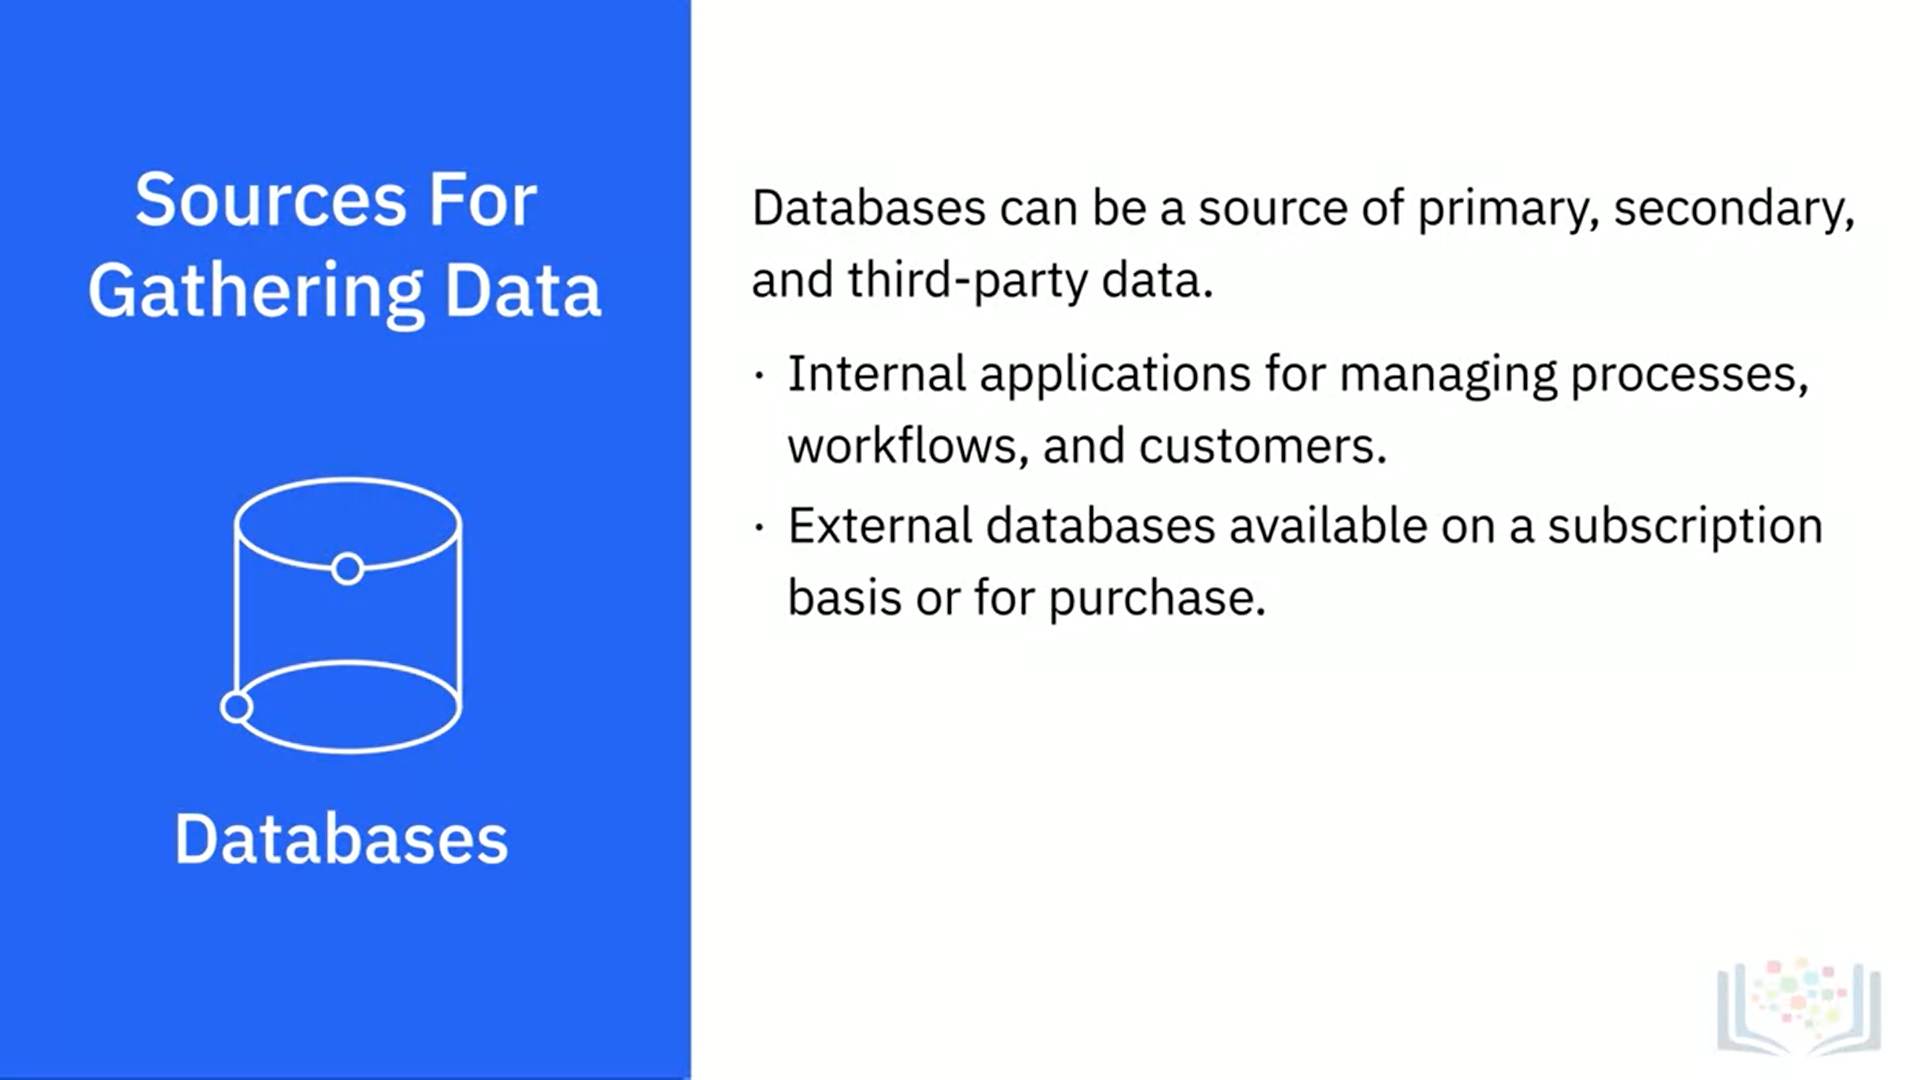 Sources For
Gathering Data
Databases
Databases can be a source of primary, secondary,
and third-party data.
· Internal applications for managing processes,
workflows, and customers.
· External databases available on a subscription
basis or for purchase.